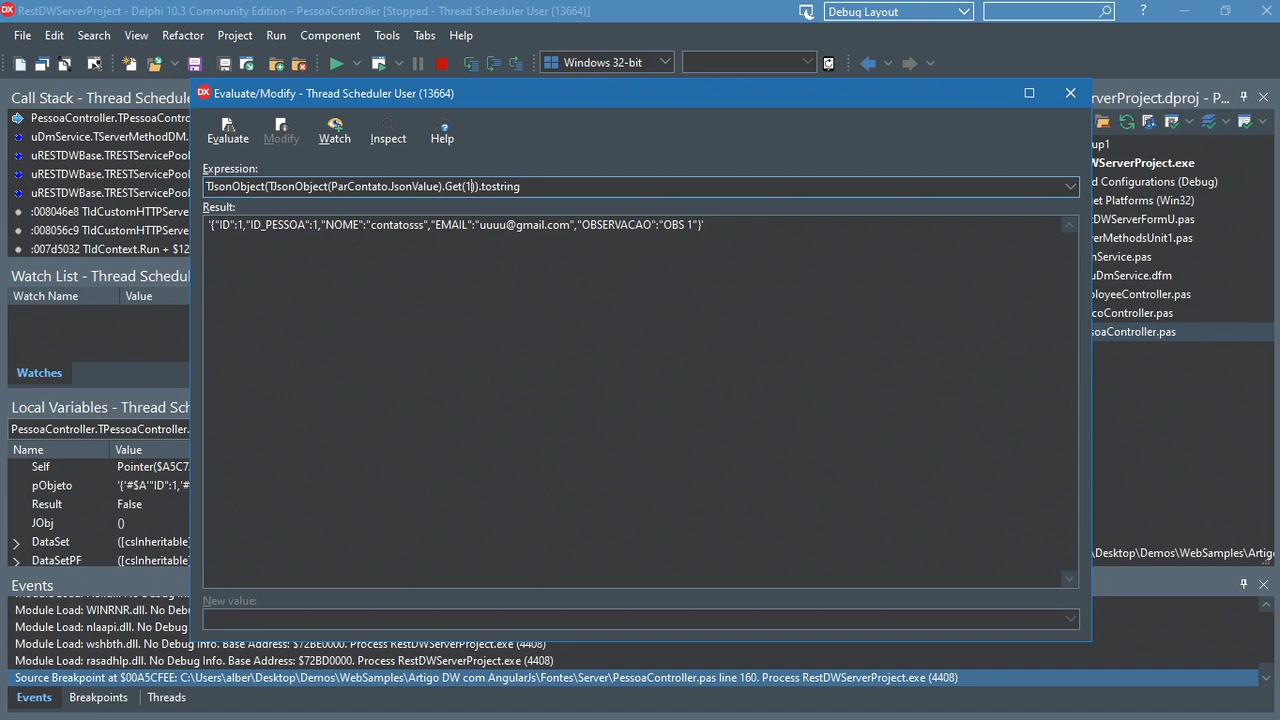 RestDWServerProject - Delphi 10.3 Community Edition - PessoaController [Stopped - Thread Scheduler User (13664)]
Debug Layout
?
File Edit Search View Refactor Project Run Component Tools Tabs Help
Windows 32-bit
Call Stack - Thread Schedule
PessoaController.TPessoaController.
uDmService.TServerMethodDM.
uRESTDWBase.TRESTServicePool
uRESTDWBase.TRESTServicePool
uRESTDWBase.TRESTServicePool
:008046e8 TIdCustomHTTPServer
:008056c9 TIdCustomHTTPServer
:007d5032 TIdContext.Run + $12
Watch List - Thread Schedul
Watch Name Value
Watches
Local Variables - Thread Sch
PessoaController.TPessoaController.
Name Value
Self Pointer($A5C7
pObjeto '{'#$A'"ID":1,'#
Result False
JObj ()
DataSet ([csInheritable
DataSetPF ([csInheritable
Evaluate/Modify - Thread Scheduler User (13664)
Evaluate Modify Watch Inspect Help
Expression:
TJsonObject(TJsonObject(ParContato.JsonValue).Get(1)).tostring
Result:
'{"ID":1,"ID_PESSOA":1,"NOME":"contatosss","EMAIL":"uuuu@gmail.com","OBSERVACAO":"OBS 1"}'
New value:
rverProject.dproj - P...
up1
WServerProject.exe
d Configurations (Debug)
et Platforms (Win32)
erverFormU.pas
erverMethodsUnit1.pas
mService.pas
uDmService.dfm
ployeeController.pas
coController.pas
soaController.pas
\Desktop\Demos\WebSamples\Artig
Events
Module Load: WINRNR.dll. No Debug
Module Load: nlaapi.dll. No Debug
Module Load: wshbth.dll. No Debug Info. Base Address: $72BE0000. Process RestDWServerProject.exe (4408)
Module Load: rasadhlp.dll. No Debug Info. Base Address: $72BD0000. Process RestDWServerProject.exe (4408)
Source Breakpoint at $00A5CFEE: C:\Users\alber\Desktop\Demos\WebSamples\Artigo DW com AngularJs\Fontes\Server\PessoaController.pas line 160. Process RestDWServerProject.exe (4408)
Events Breakpoints Threads